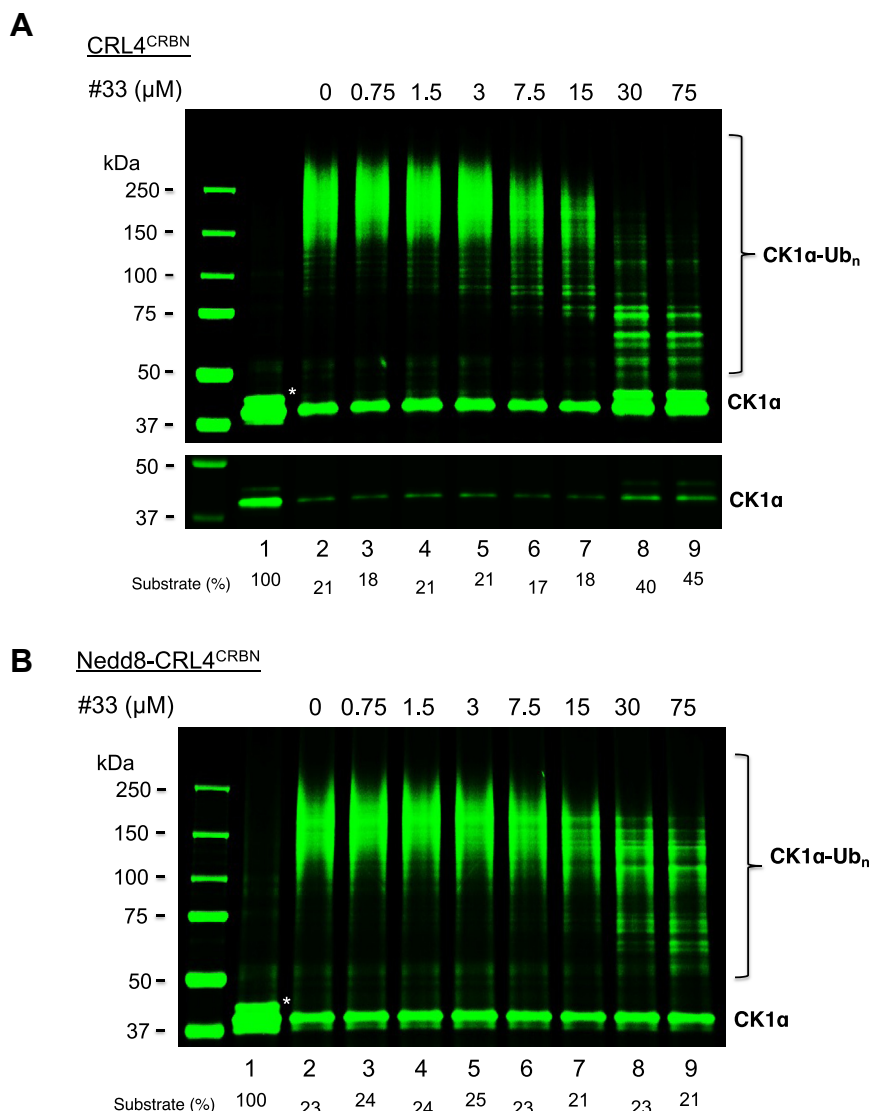 A
CRL4CRBN
#33 (μM) 0 0.75 1.5 3 7.5 15 30 75
kDa
250
150
100
75
50
37
*
CK1α-Ubn
CK1α
50
37
CK1α
1 2 3 4 5 6 7 8 9
Substrate (%) 100 21 18 21 21 17 18 40 45
B
Nedd8-CRL4CRBN
#33 (μM) 0 0.75 1.5 3 7.5 15 30 75
kDa
250
150
100
75
50
37
*
CK1α-Ubn
CK1α
1 2 3 4 5 6 7 8 9
Substrate (%) 100 23 24 24 25 23 21 23 21